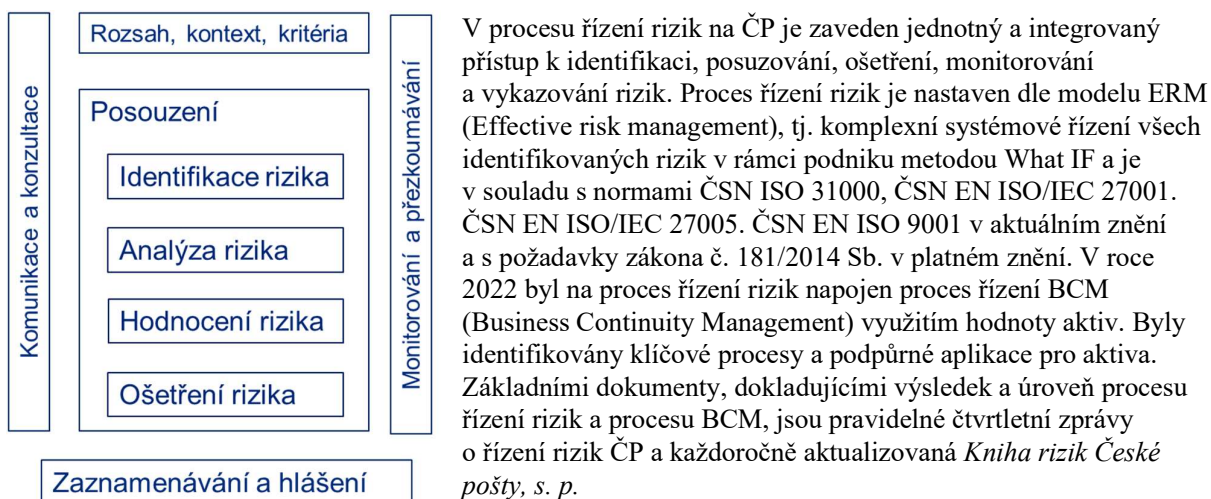 Komunikace a konzultace
Rozsah, kontext, kritéria
Posouzení
Identifikace rizika
Analýza rizika
Hodnocení rizika
Ošetření rizika
Monitorování a přezkoumávání
Zaznamenávání a hlášení
V procesu řízení rizik na ČP je zaveden jednotný a integrovaný
přístup k identifikaci, posuzování, ošetření, monitorování
a vykazování rizik. Proces řízení rizik je nastaven dle modelu ERM
(Effective risk management), tj. komplexní systémové řízení všech
identifikovaných rizik v rámci podniku metodou What IF a je
v souladu s normami ČSN ISO 31000, ČSN EN ISO/IEC 27001.
ČSN EN ISO/IEC 27005. ČSN EN ISO 9001 v aktuálním znění
a s požadavky zákona č. 181/2014 Sb. v platném znění. V roce
2022 byl na proces řízení rizik napojen proces řízení BCM
(Business Continuity Management) využitím hodnoty aktiv. Byly
identifikovány klíčové procesy a podpůrné aplikace pro aktiva.
Základními dokumenty, dokladujícími výsledek a úroveň procesu
řízení rizik a procesu BCM, jsou pravidelné čtvrtletní zprávy
o řízení rizik ČP a každoročně aktualizovaná Kniha rizik České
pošty, s. p.